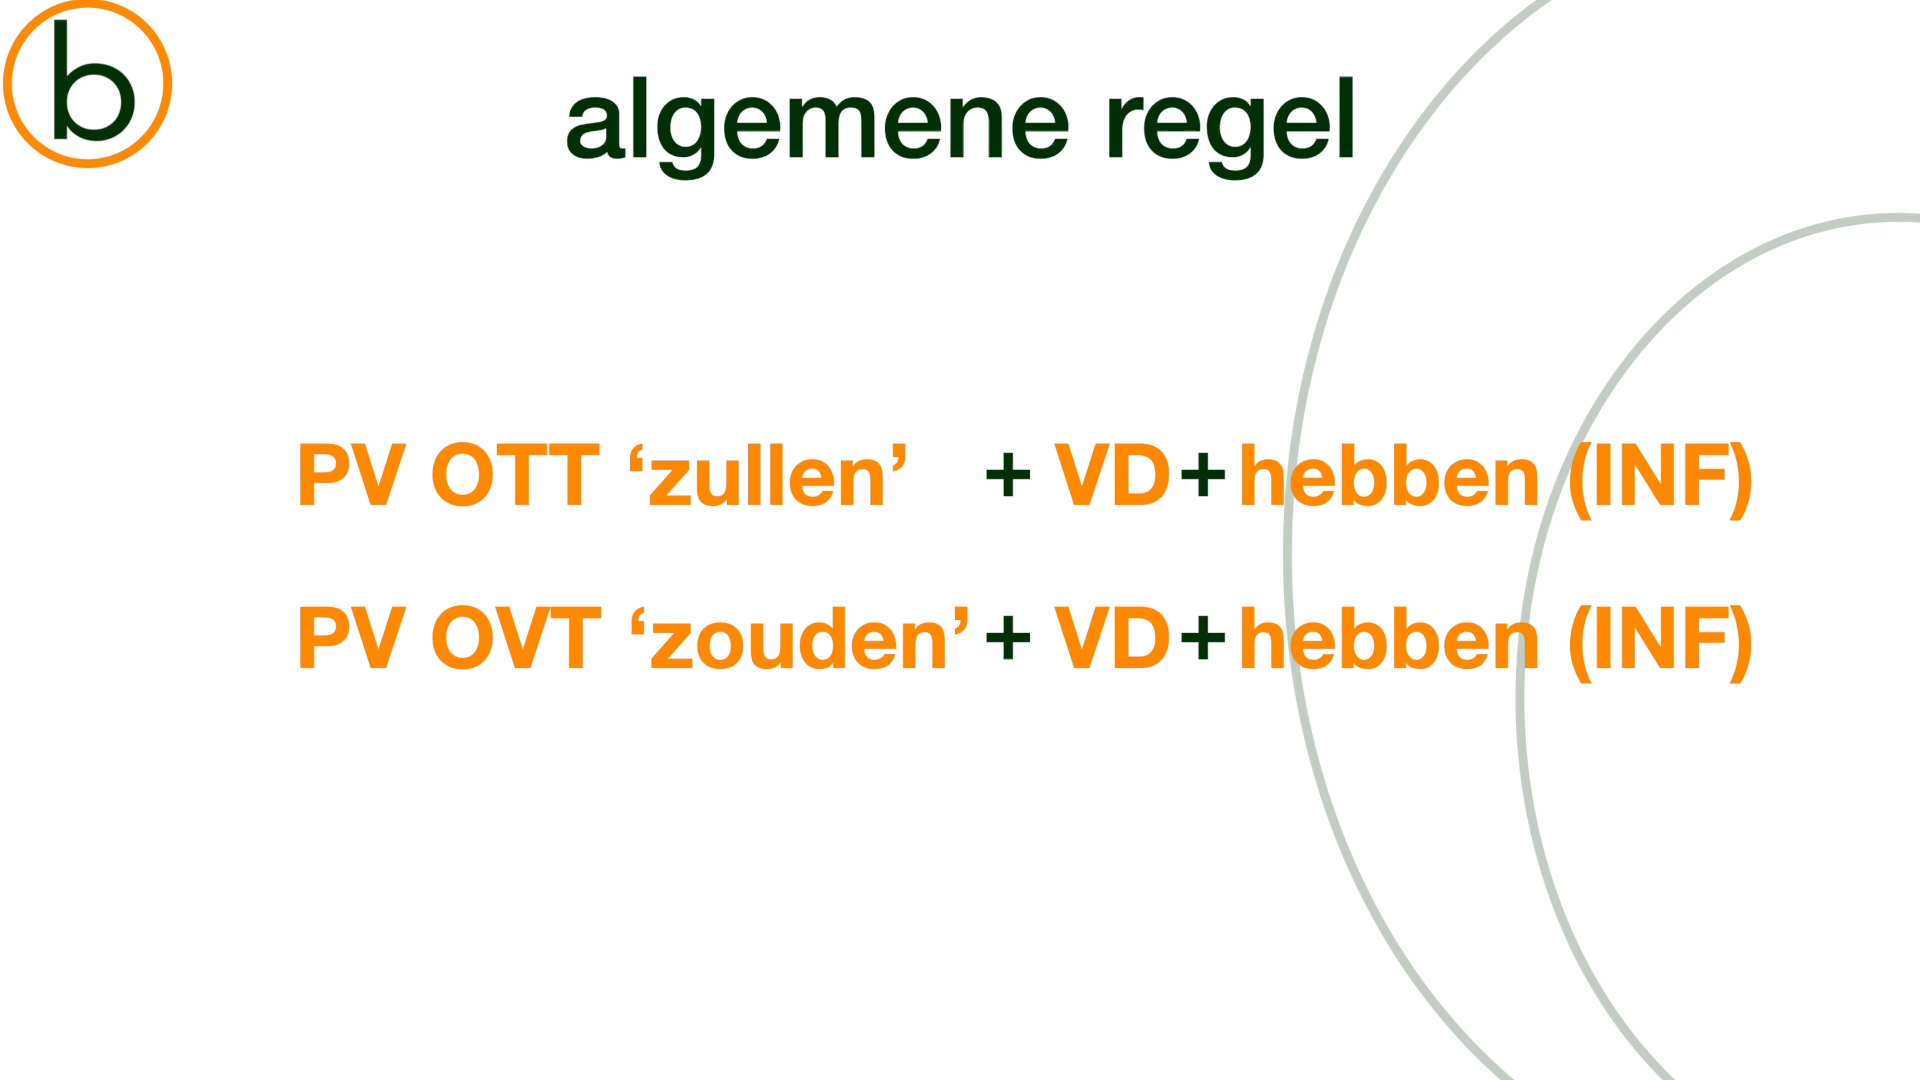 b
algemene regel
PV OTT ‘zullen’ + VD + hebben (INF)
PV OVT ‘zouden’ + VD + hebben (INF)